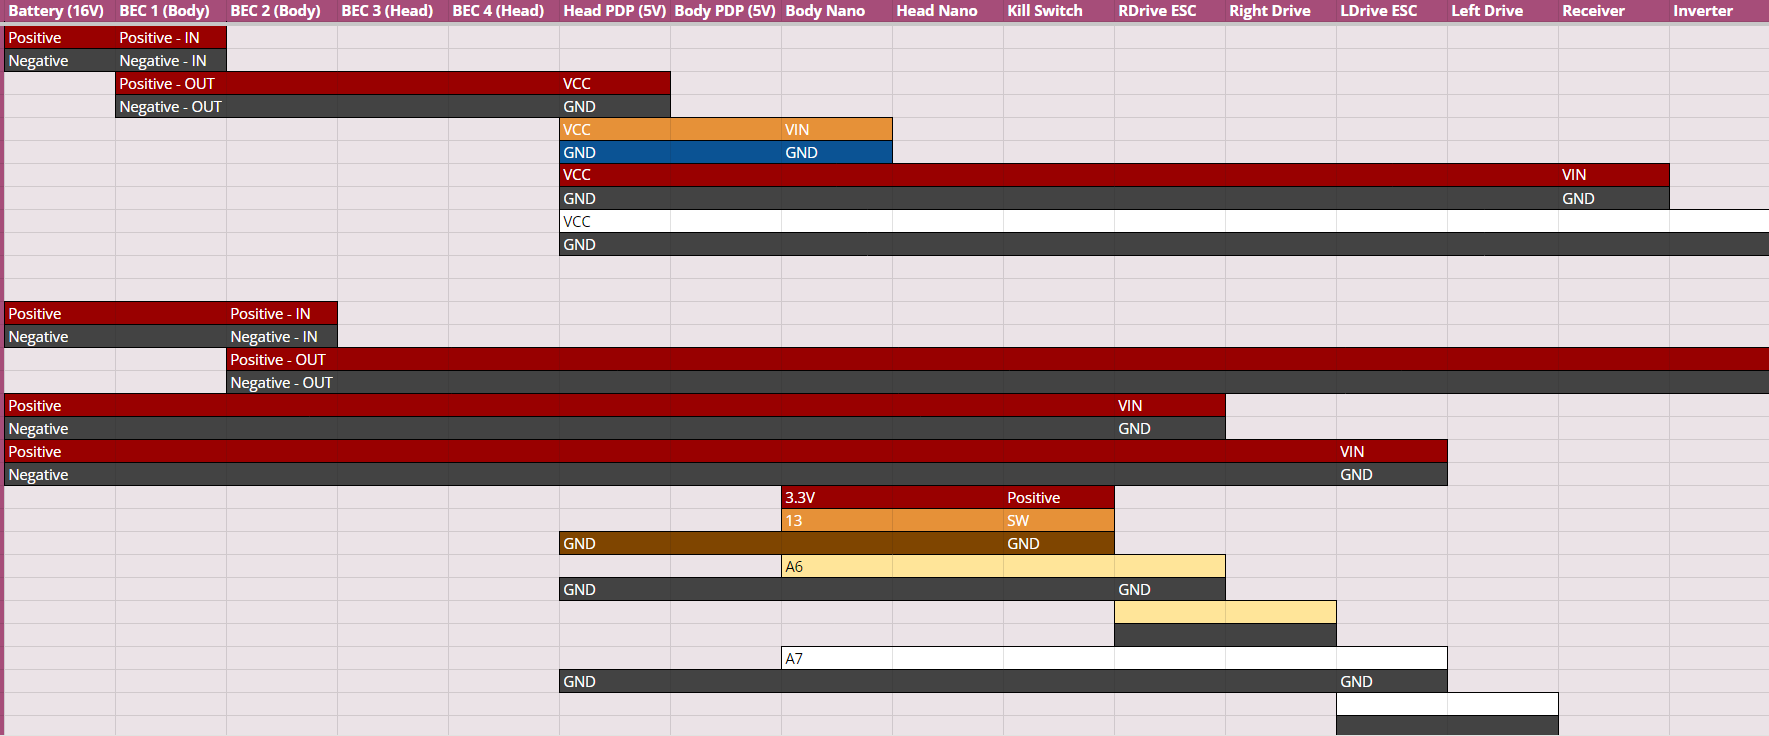 Battery (16V) BEC 1 (Body) BEC 2 (Body) BEC 3 (Head) BEC 4 (Head) Head PDP (5V) Body PDP (5V) Body Nano Head Nano Kill Switch RDrive ESC Right Drive LDrive ESC Left Drive Receiver Inverter
Positive Positive - IN
Negative Negative - IN
Positive - OUT VCC
Negative - OUT GND
VCC VIN
GND GND
VCC VIN
GND GND
VCC
GND
Positive Positive - IN
Negative Negative - IN
Positive - OUT
Negative - OUT
Positive VIN
Negative GND
Positive VIN
Negative GND
3.3V Positive
13 SW
GND GND
A6
GND GND
A7
GND GND